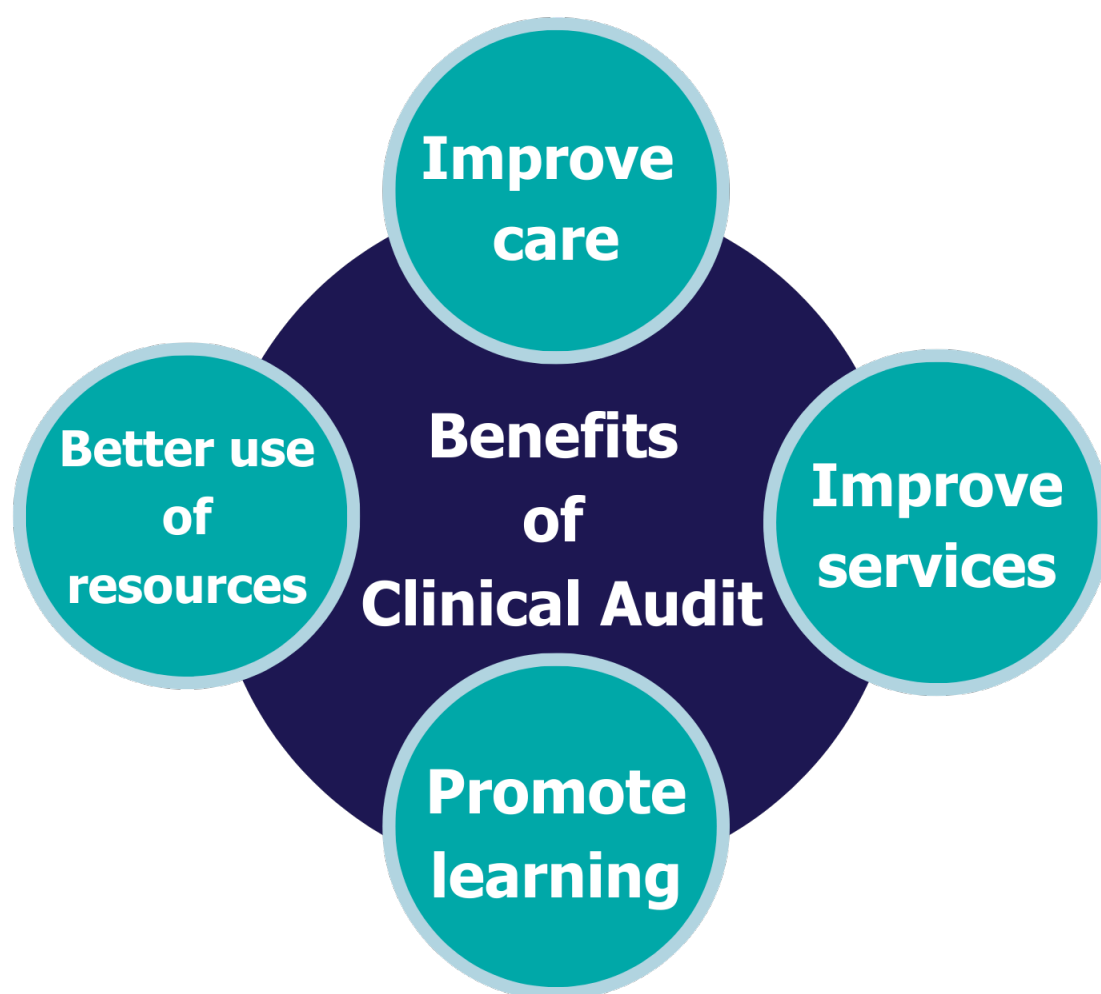 Improve
care
Better use
of
resources
Benefits
of
Clinical Audit
Improve
services
Promote
learning